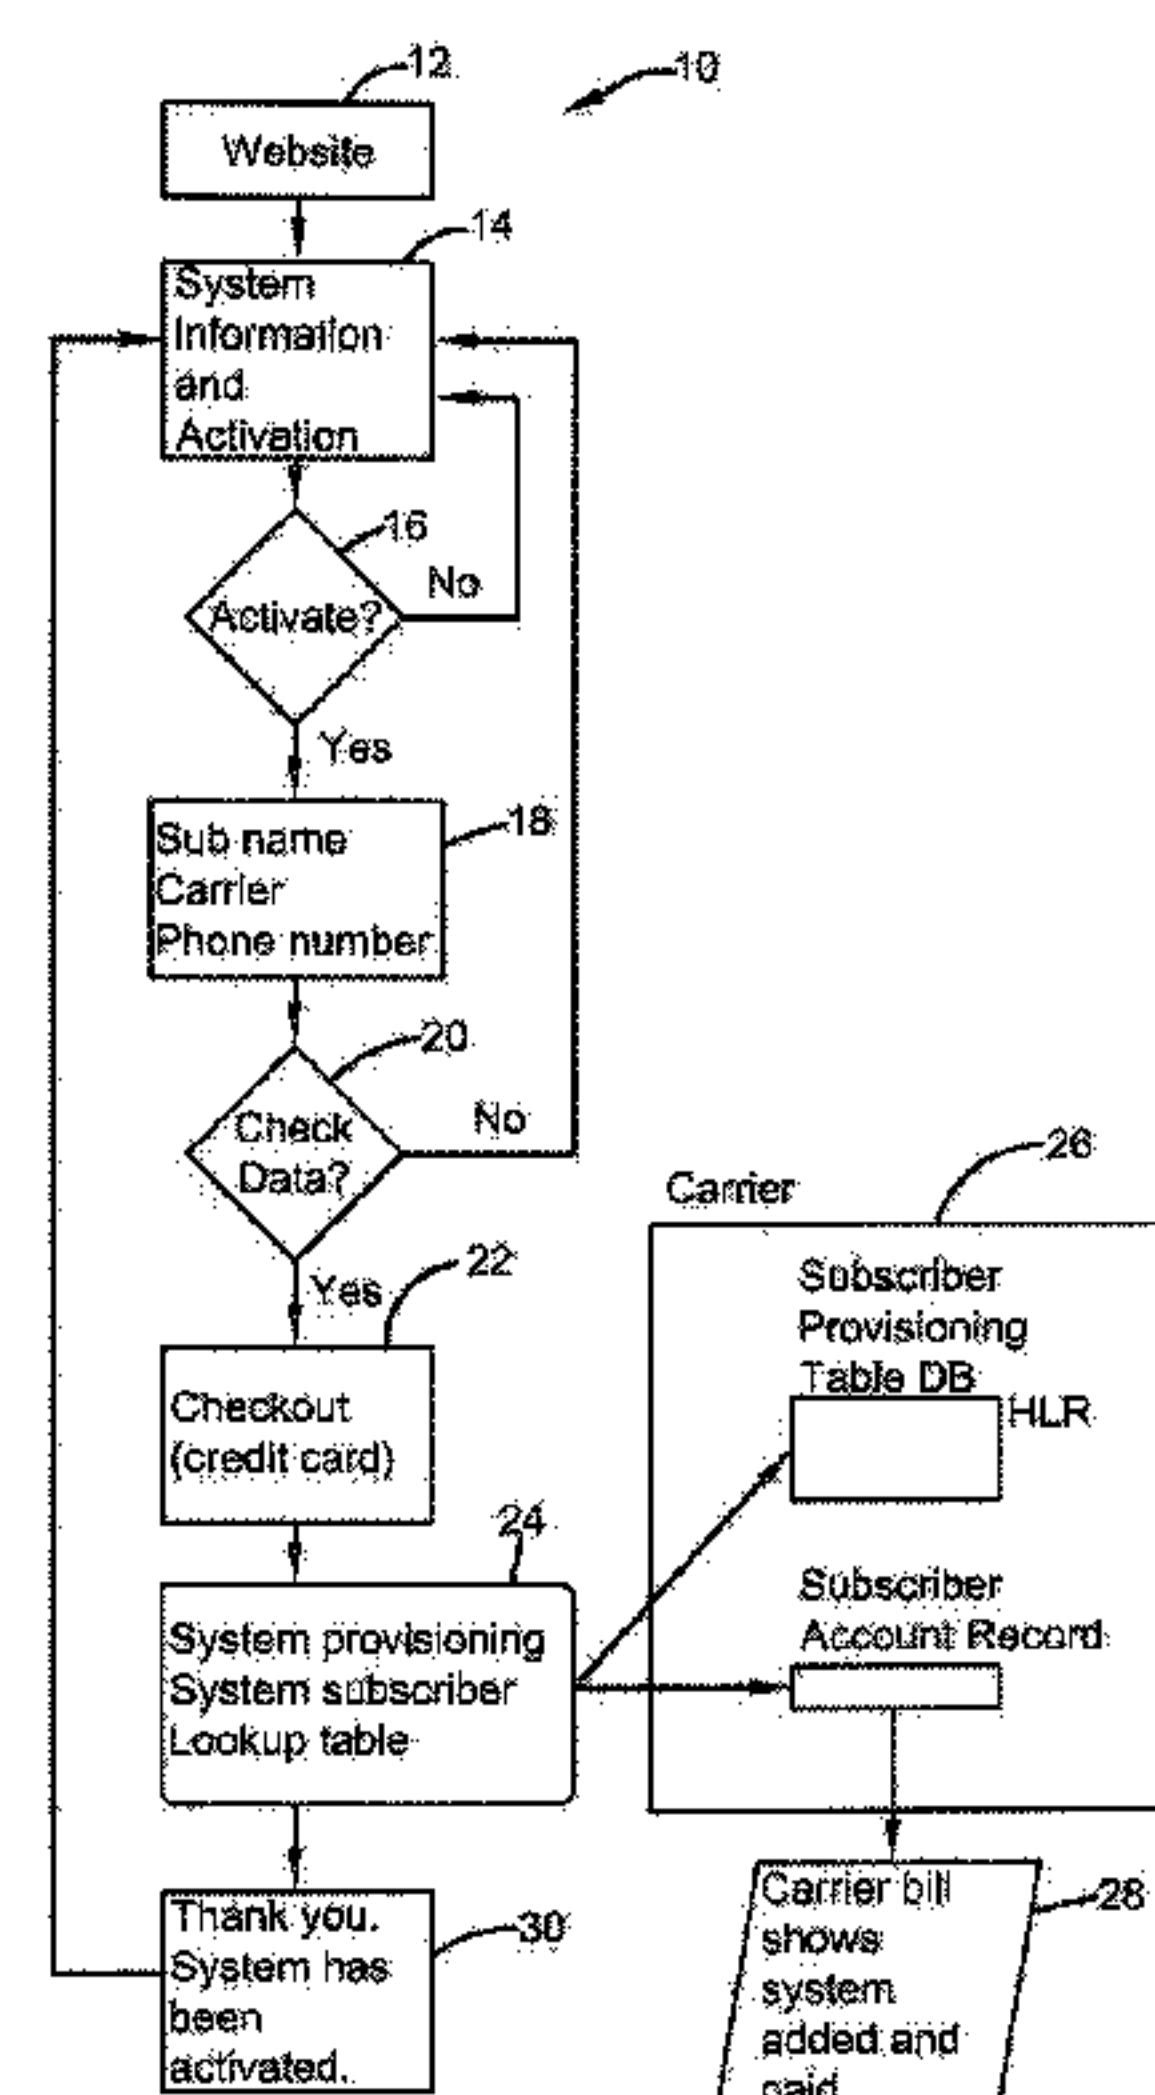 12
10
Website
14
System
Information
and
Activation
16
No
Activate?
Yes
18
Sub name
Carrier
Phone number
20
No
Check
Data?
26
Carrier
22
Yes
Subscriber
Provisioning
Table DB
HLR
Checkout
(credit card)
24
Subscriber
Account Record
System provisioning
System subscriber
Lookup table
Carrier bill
shows
system
added and
paid
28
30
Thank you.
System has
been
activated.